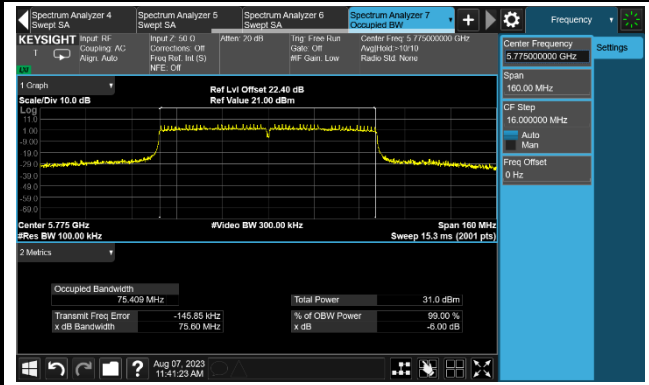 Spectrum Analyzer 4
Swept SA
Spectrum Analyzer 5
Swept SA
Spectrum Analyzer 6
Swept SA
Spectrum Analyzer 7
Occupied BW
+
Frequency
KEYSIGHT
T
Input: RF
Coupling: AC
Align: Auto
Input Z: 50 Ω
Corrections: Off
Freq Ref: Int (S)
NFE: Off
Atten: 20 dB
Trig: Free Run
Gate: Off
#IF Gain: Low
Center Freq: 5.775000000 GHz
Avg|Hold:>10/10
Radio Std: None
Center Frequency
5.775000000 GHz
Settings
Span
160.00 MHz
CF Step
16.000000 MHz
Auto
Man
Freq Offset
0 Hz
1 Graph
Scale/Div 10.0 dB
Ref Lvl Offset 22.40 dB
Ref Value 21.00 dBm
Log
11.0
1.00
-9.00
-19.0
-29.0
-39.0
-49.0
-59.0
-69.0
Center 5.775 GHz
#Res BW 100.00 kHz
#Video BW 300.00 kHz
Span 160 MHz
Sweep 15.3 ms (2001 pts)
2 Metrics
Occupied Bandwidth
75.409 MHz
Total Power 31.0 dBm
Transmit Freq Error -145.85 kHz
% of OBW Power 99.00 %
x dB Bandwidth 75.60 MHz
x dB -6.00 dB
?
Aug 07, 2023
11:41:23 AM